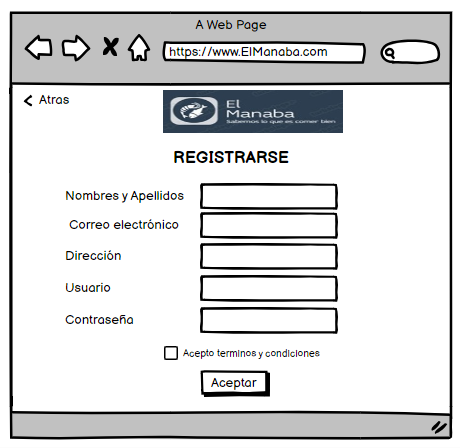 A Web Page
https://www.ElManaba.com
Atras
El
Manaba
Sabemos lo que es comer bien
REGISTRARSE
Nombres y Apellidos
Correo electrónico
Dirección
Usuario
Contraseña
Acepto terminos y condiciones
Aceptar